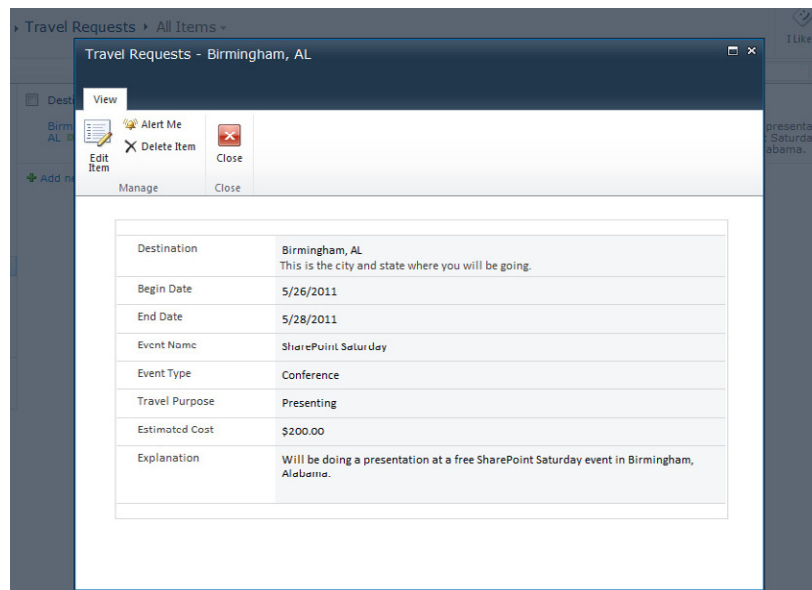 Travel Requests ▸ All Items
I Like
Travel Requests - Birmingham, AL
View
Alert Me
Delete Item
Edit
Item
Close
Manage
Close
Add
AL
Destination
Birmingham, AL
This is the city and state where you will be going.
Begin Date
5/26/2011
End Date
5/28/2011
Event Name
SharePoint Saturday
Event Type
Conference
Travel Purpose
Presenting
Estimated Cost
$200.00
Explanation
Will be doing a presentation at a free SharePoint Saturday event in Birmingham,
Alabama.